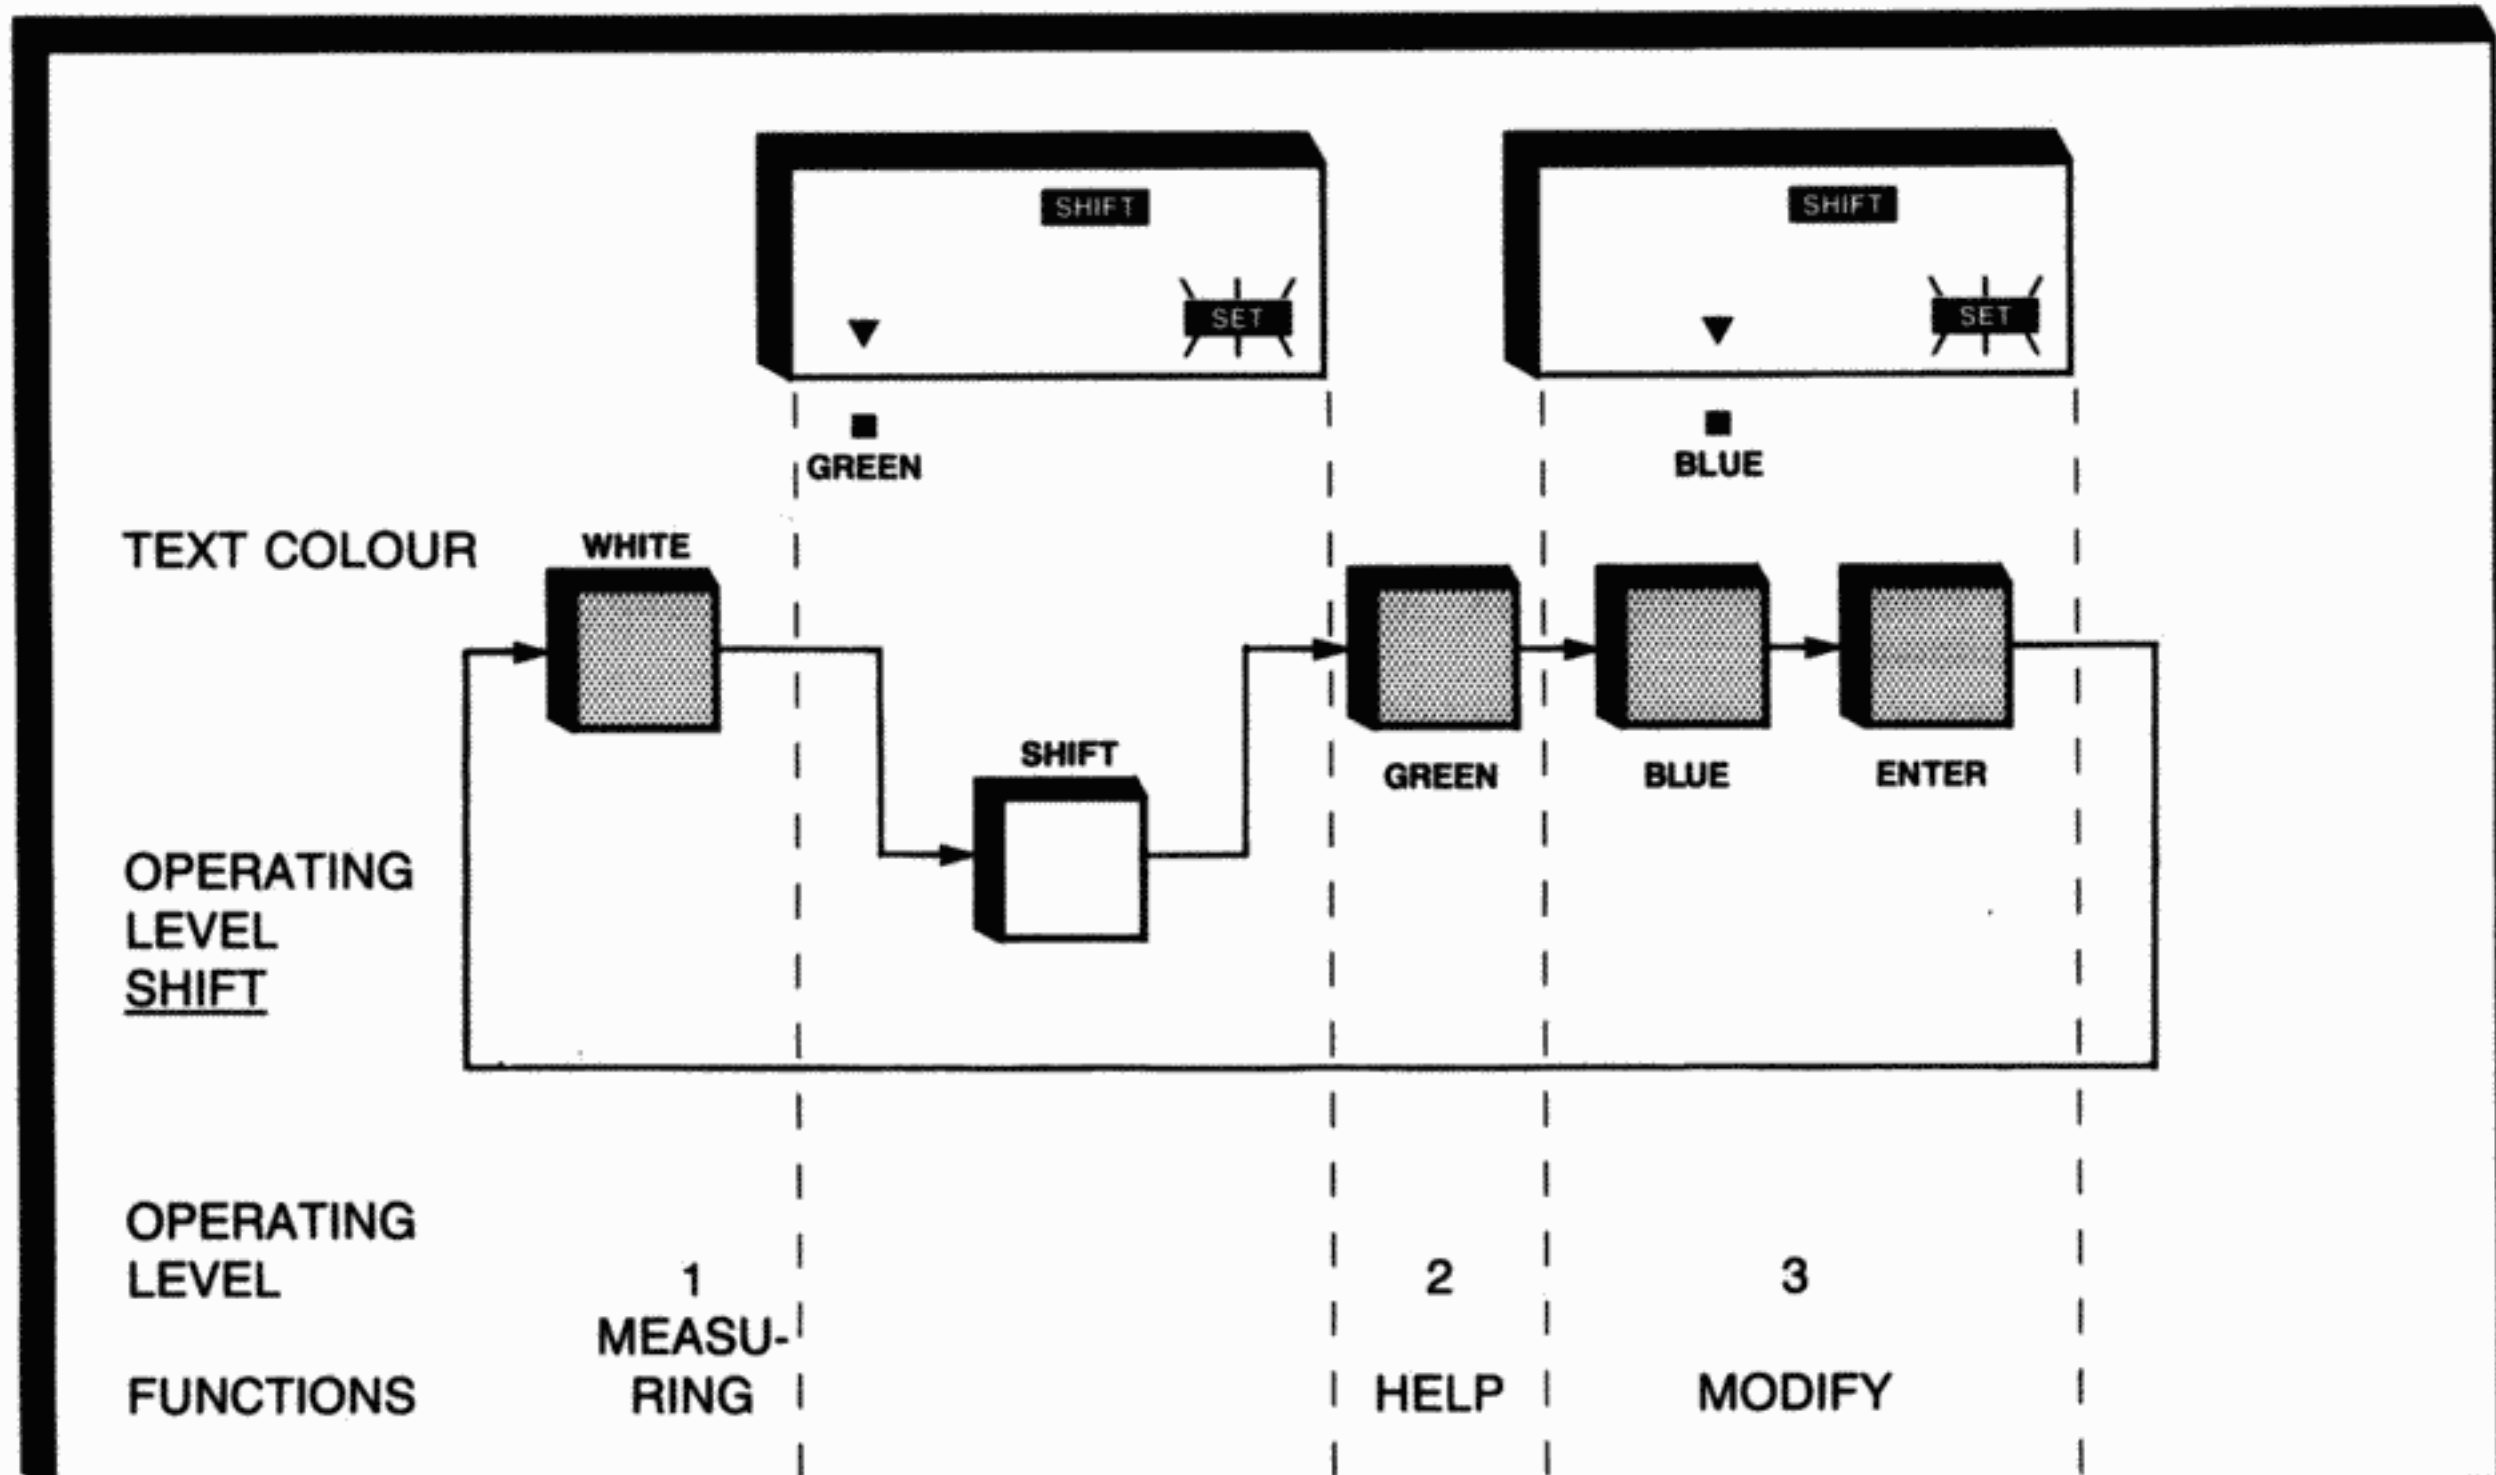 SHIFT
SET
SHIFT
SET
GREEN
BLUE
TEXT COLOUR
WHITE
SHIFT
GREEN
BLUE
ENTER
OPERATING
LEVEL
SHIFT
OPERATING
LEVEL
1
2
3
MEASU-
FUNCTIONS
RING
HELP
MODIFY